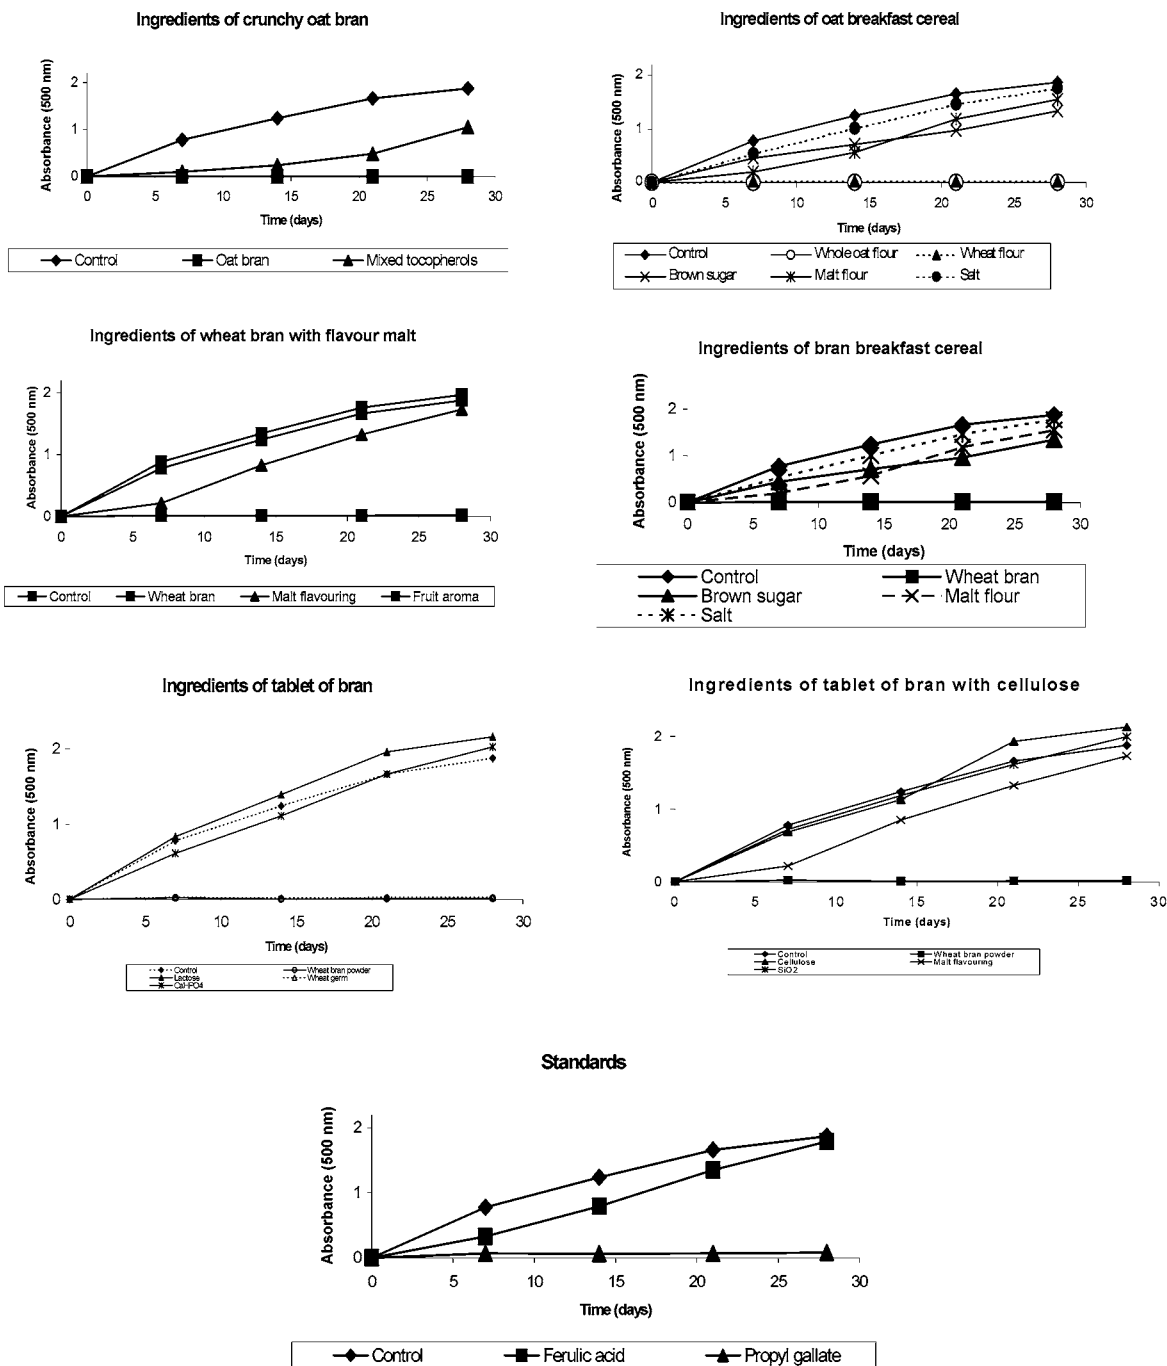 Ingredients of crunchy oat bran
Absorbance (500 nm)
2
1
0
0 5 10 15 20 25 30
Time (days)
Control Oat bran Mixed tocopherols
Ingredients of oat breakfast cereal
Absorbance (500 nm)
2
1
0
0 5 10 15 20 25 30
Time (days)
Control Whole oat flour Wheat flour
Brown sugar Malt flour Salt
Ingredients of wheat bran with flavour malt
Absorbance (500 nm)
2
1
0
0 5 10 15 20 25 30
Time (days)
Control Wheat bran Malt flavouring Fruit aroma
Ingredients of bran breakfast cereal
Absorbance (500 nm)
2
1
0
0 5 10 15 20 25 30
Time (days)
Control Wheat bran
Brown sugar Malt flour
Salt
Ingredients of tablet of bran
Absorbance (500 nm)
2
1
0
0 5 10 15 20 25 30
Time (days)
Control Wheat bran powder
Lactose Wheat germ
CaHPO4
Ingredients of tablet of bran with cellulose
Absorbance (500 nm)
2
1
0
0 5 10 15 20 25 30
Time (days)
Control Wheat bran powder
Cellulose Malt flavouring
SiO2
Standards
Absorbance (500 nm)
2
1
0
0 5 10 15 20 25 30
Time (days)
Control Ferulic acid Propyl gallate